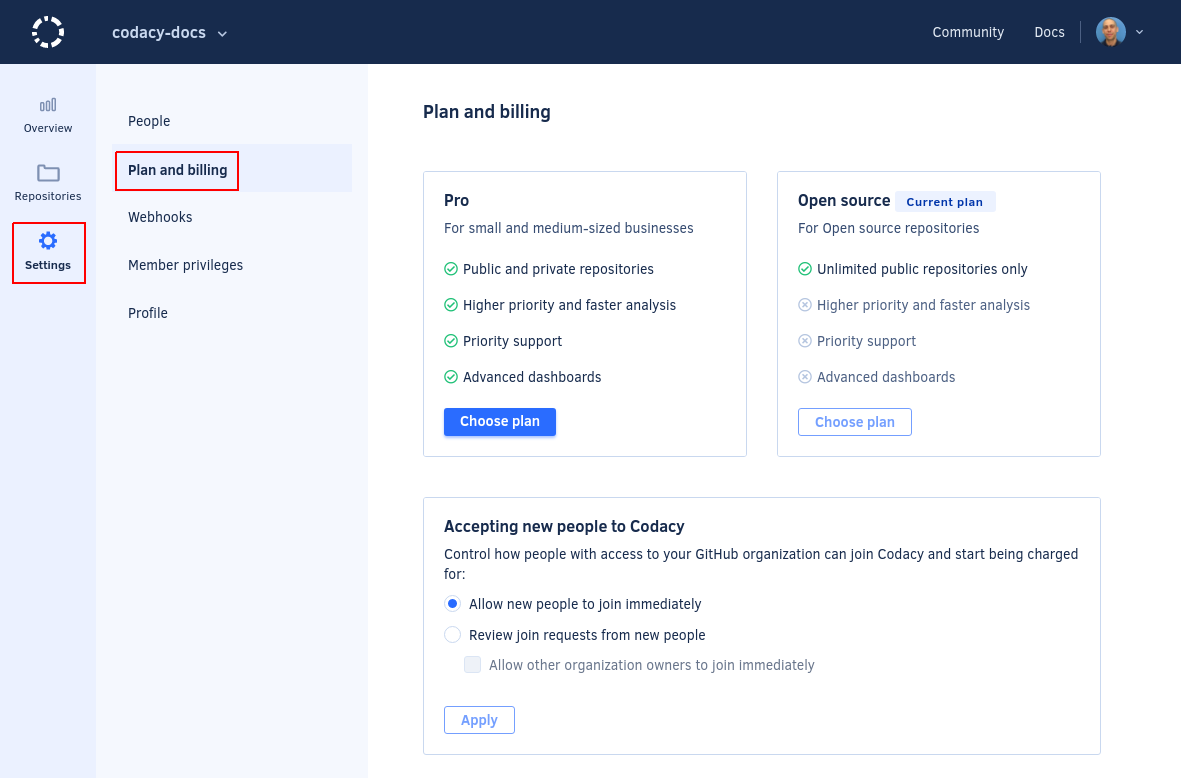 codacy-docs
Community
Docs
Overview
Repositories
Settings
People
Plan and billing
Webhooks
Member privileges
Profile
Plan and billing
Pro
For small and medium-sized businesses
Public and private repositories
Higher priority and faster analysis
Priority support
Advanced dashboards
Choose plan
Open source Current plan
For Open source repositories
Unlimited public repositories only
Higher priority and faster analysis
Priority support
Advanced dashboards
Choose plan
Accepting new people to Codacy
Control how people with access to your GitHub organization can join Codacy and start being charged
for:
Allow new people to join immediately
Review join requests from new people
Allow other organization owners to join immediately
Apply